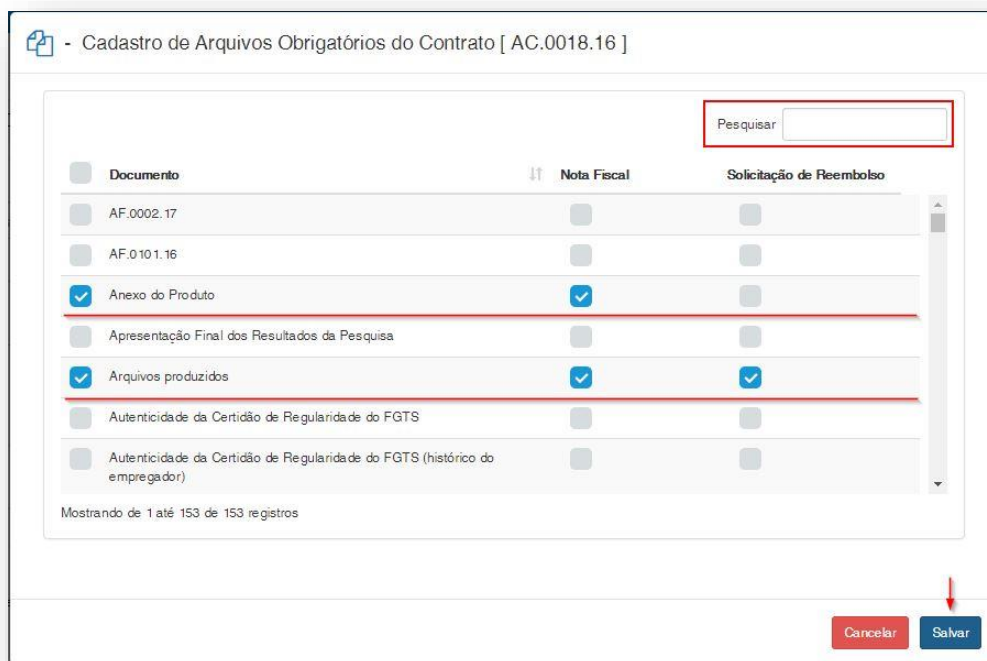 - Cadastro de Arquivos Obrigatórios do Contrato [ AC.0018.16 ]
Pesquisar
Documento Nota Fiscal Solicitação de Reembolso
AF.0002.17
AF.0101.16
Anexo do Produto
Apresentação Final dos Resultados da Pesquisa
Arquivos produzidos
Autenticidade da Certidão de Regularidade do FGTS
Autenticidade da Certidão de Regularidade do FGTS (histórico do
empregador)
Mostrando de 1 até 153 de 153 registros
Cancelar Salvar